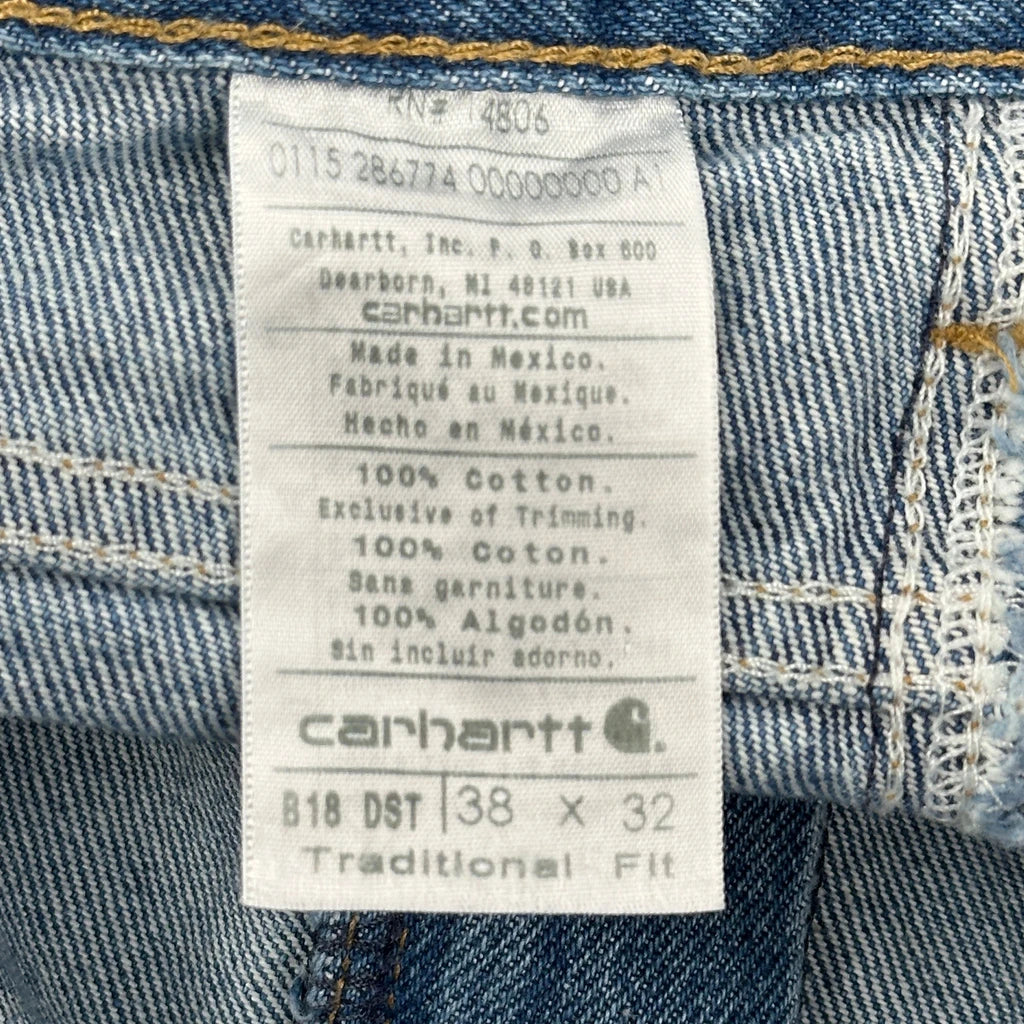 RN# 14806
0115 286774 00000000 A1
Carhartt, Inc. P. O. Box 600
Dearborn, MI 48121 USA
carhartt.com
Made in Mexico.
Fabriqué au Mexique.
Hecho en México.
100% Cotton.
Exclusive of Trimming.
100% Coton.
Sans garniture.
100% Algodón.
Sin incluir adorno.
carhartt
B18 DST 38 X 32
Traditional Fit